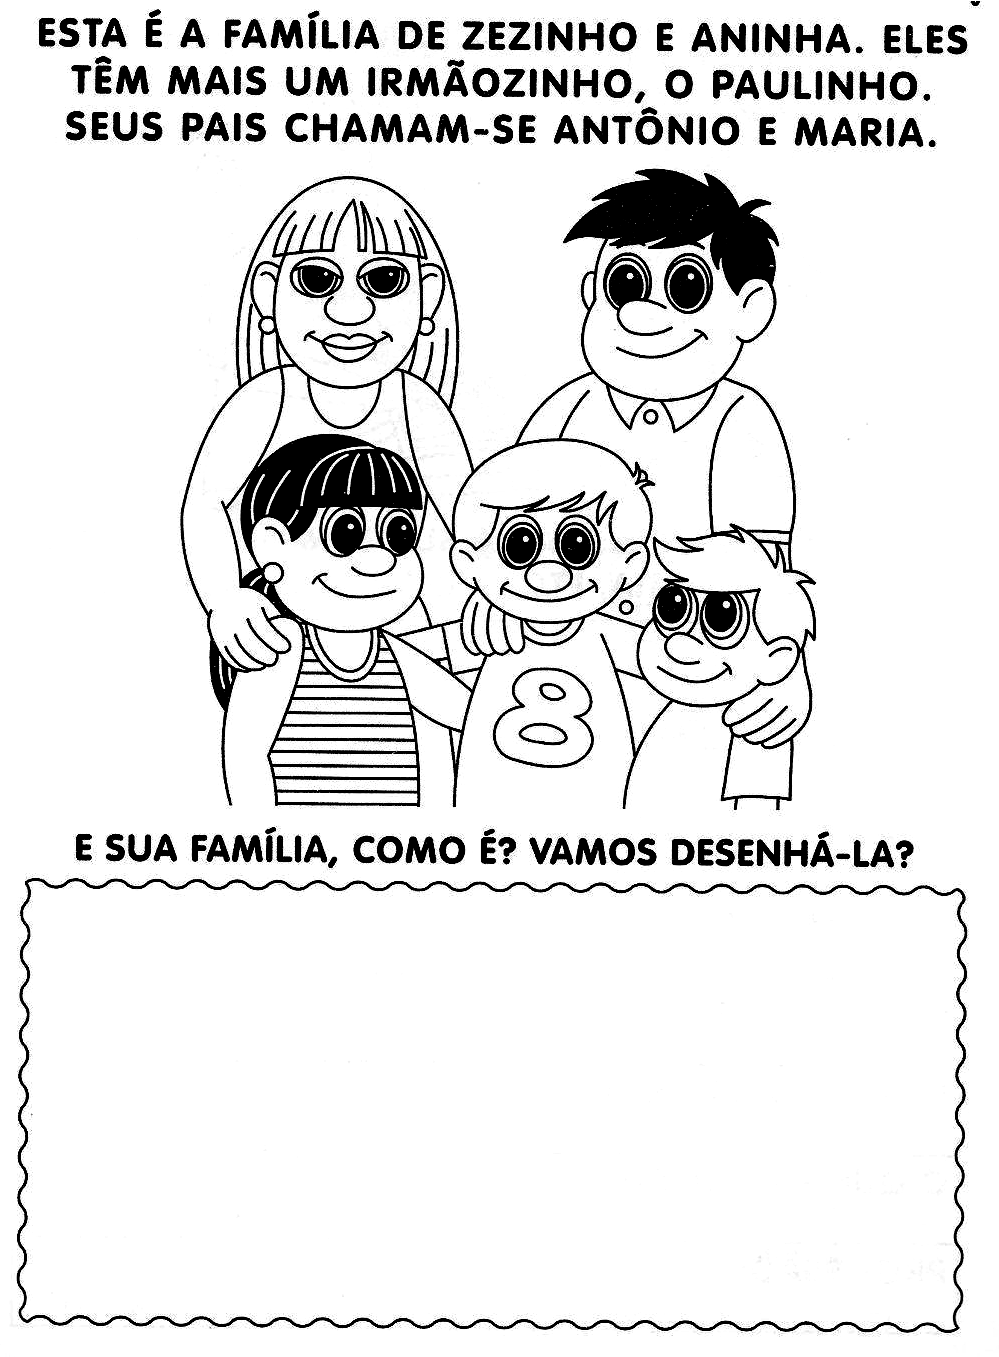 ESTA É A FAMÍLIA DE ZEZINHO E ANINHA. ELES
TÊM MAIS UM IRMÃOZINHO, O PAULINHO.
SEUS PAIS CHAMAM-SE ANTÔNIO E MARIA.
8
E SUA FAMÍLIA, COMO É? VAMOS DESENHÁ-LA?